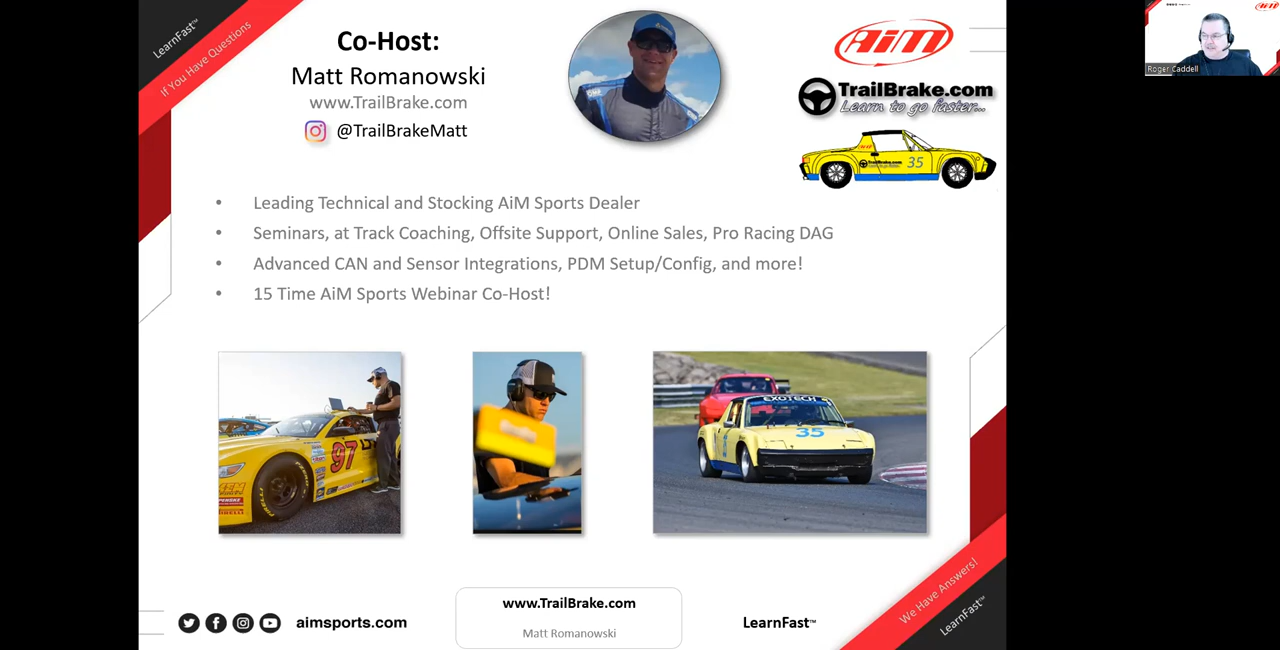 LearnFast™
If You Have Questions
Co-Host:
Matt Romanowski
www.TrailBrake.com
@TrailBrakeMatt
AiM
TrailBrake.com
Learn to go faster...
35
• Leading Technical and Stocking AiM Sports Dealer
• Seminars, at Track Coaching, Offsite Support, Online Sales, Pro Racing DAG
• Advanced CAN and Sensor Integrations, PDM Setup/Config, and more!
• 15 Time AiM Sports Webinar Co-Host!
97
EXOTECH
35
www.TrailBrake.com
Matt Romanowski
aimsports.com
LearnFast™
We Have Answers!
LearnFast™
AiM
Roger Caddell